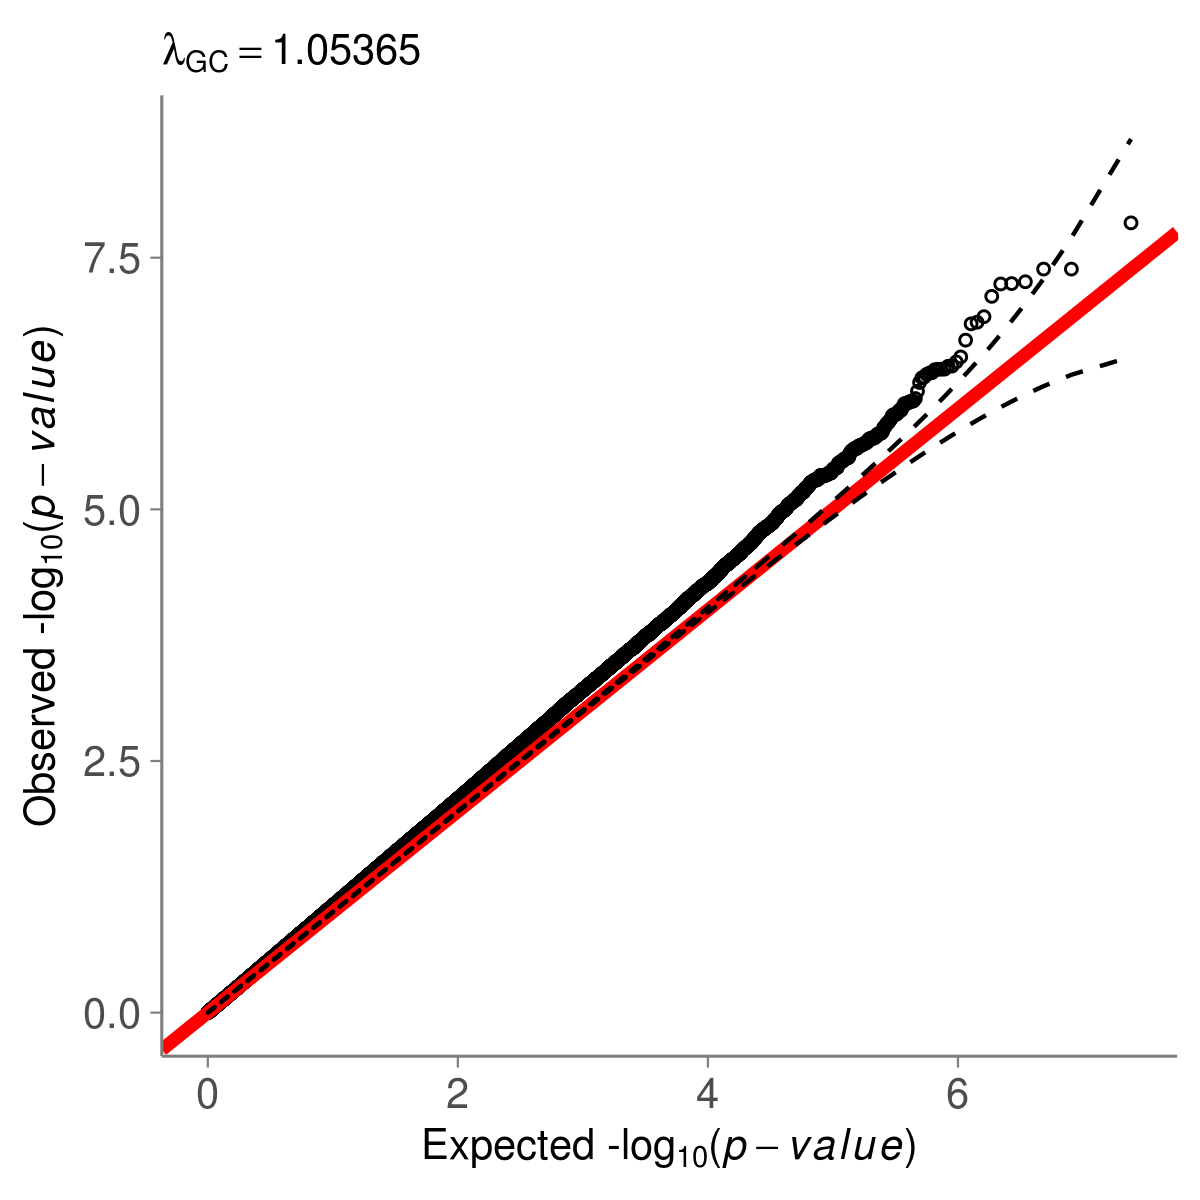 λGC = 1.05365
Observed -log10(p − value)
7.5
5.0
2.5
0.0
0 2 4 6
Expected -log10(p − value)